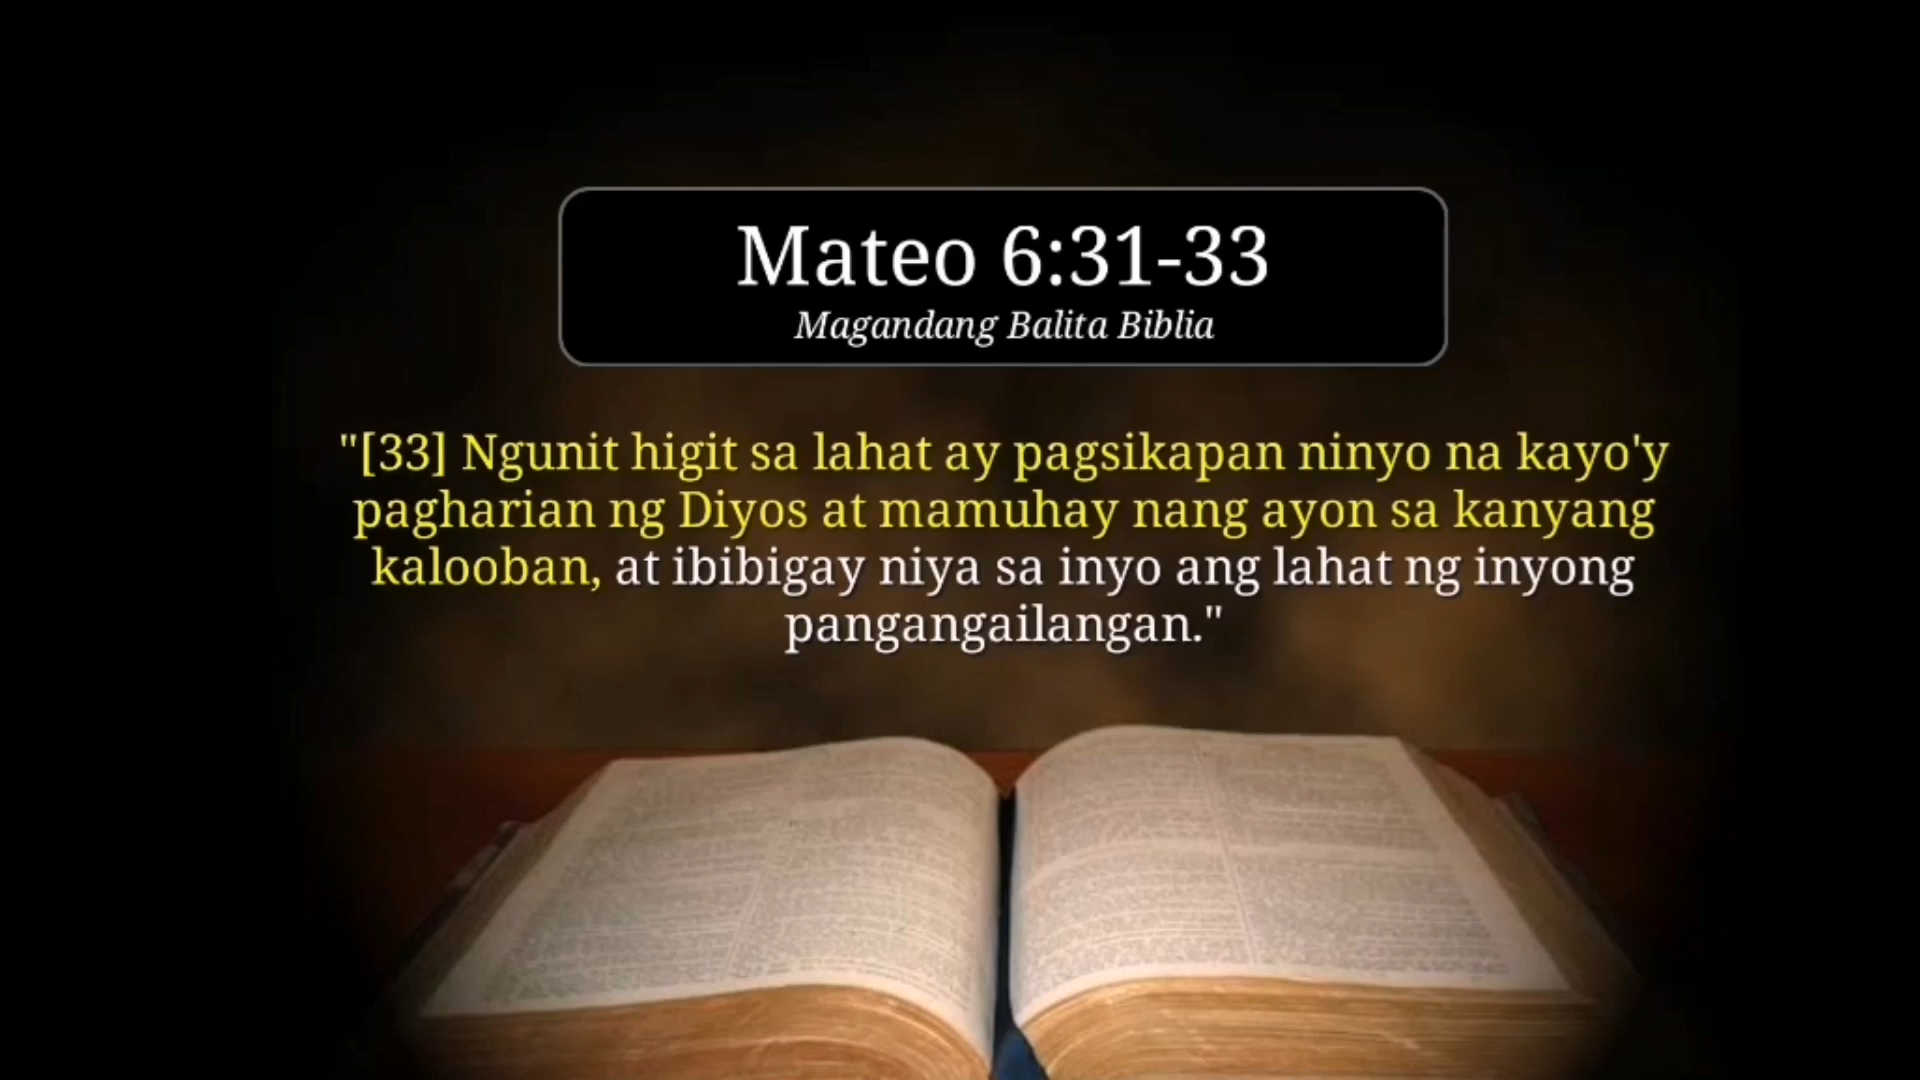 Mateo 6:31-33
Magandang Balita Biblia
"[33] Ngunit higit sa lahat ay pagsikapan ninyo na kayo'y
pagharian ng Diyos at mamuhay nang ayon sa kanyang
kalooban, at ibibigay niya sa inyo ang lahat ng inyong
pangangailangan."